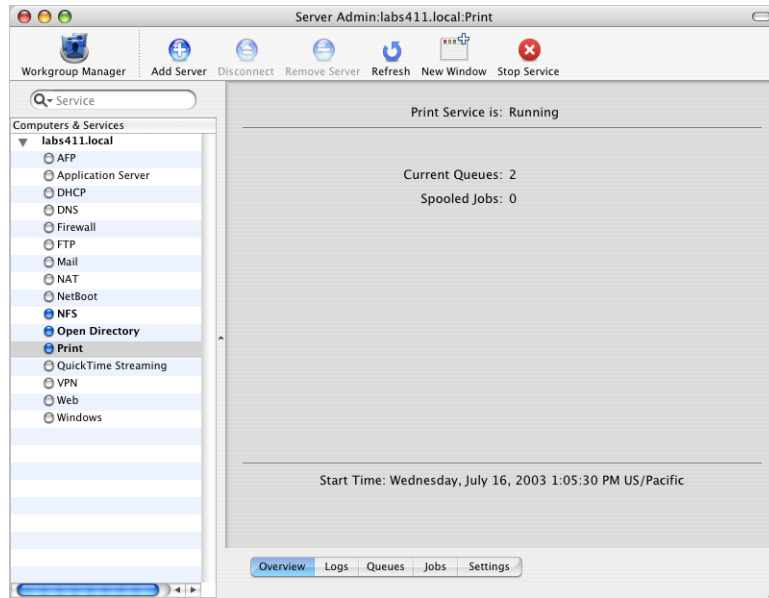 Server Admin:labs411.local:Print
Workgroup Manager Add Server Disconnect Remove Server Refresh New Window Stop Service
Service
Computers & Services
labs411.local
AFP
Application Server
DHCP
DNS
Firewall
FTP
Mail
NAT
NetBoot
NFS
Open Directory
Print
QuickTime Streaming
VPN
Web
Windows
Print Service is: Running
Current Queues: 2
Spooled Jobs: 0
Start Time: Wednesday, July 16, 2003 1:05:30 PM US/Pacific
Overview Logs Queues Jobs Settings